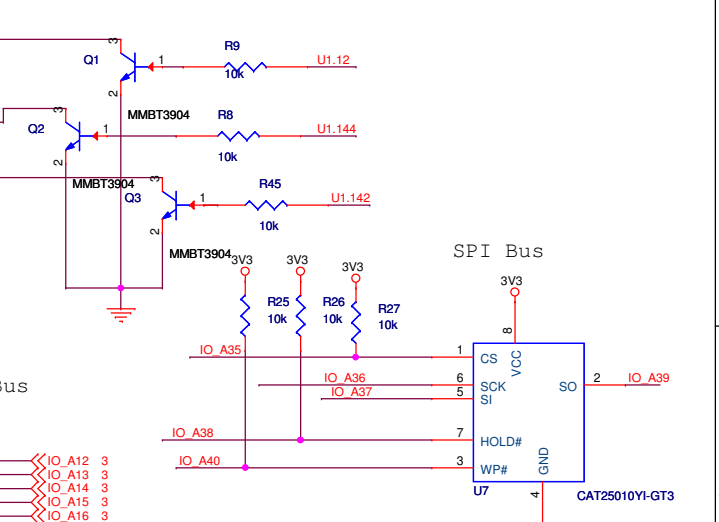 3
R9
Q1
1
U1.12
10k
2
MMBT3904
R8
3
Q2
1
U1.144
2
10k
MMBT3904
3
R45
Q3
1
U1.142
10k
2
MMBT3904
SPI Bus
3V3
3V3
3V3
3V3
R25
R26
R27
10k
10k
10k
8
IO_A35
1
CS
VCC
IO_A36
6
SCK
SO
2
IO_A39
IO_A37
5
SI
Bus
IO_A38
7
HOLD#
IO_A40
3
WP#
GND
U7
4
CAT25010YI-GT3
IO_A12 3
IO_A13 3
IO_A14 3
IO_A15 3
IO_A16 3